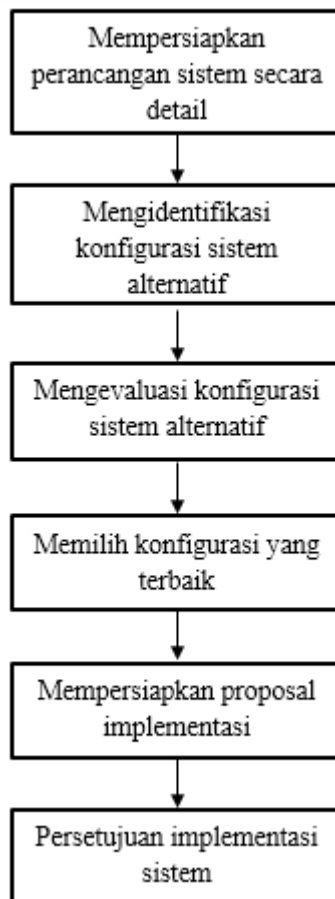 Mempersiapkan
perancangan sistem secara
detail
Mengidentifikasi
konfigurasi sistem
alternatif
Mengevaluasi konfigurasi
sistem alternatif
Memilih konfigurasi yang
terbaik
Mempersiapkan proposal
implementasi
Persetujuan implementasi
sistem